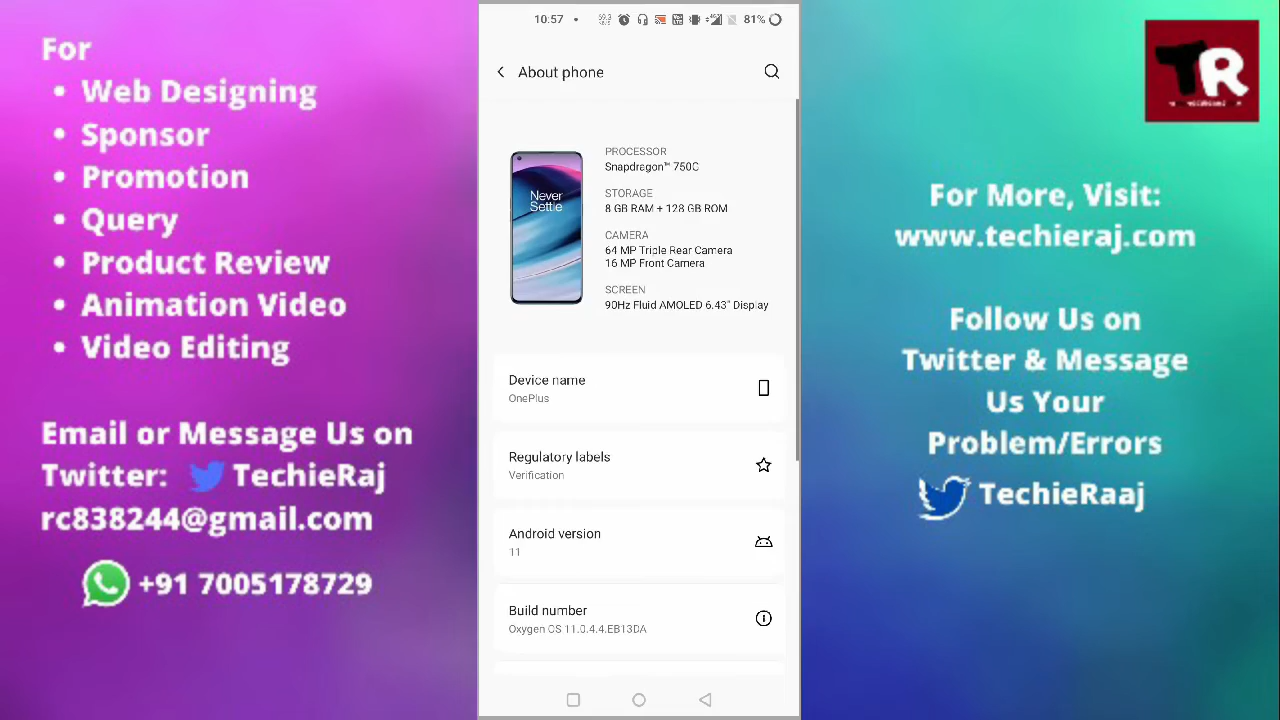 For
• Web Designing
• Sponsor
• Promotion
• Query
• Product Review
• Animation Video
• Video Editing
Email or Message Us on
Twitter: TechieRaj
rc838244@gmail.com
+91 7005178729
10:57 • 81%
About phone
Never
Settle
PROCESSOR
Snapdragon™ 750G
STORAGE
8 GB RAM + 128 GB ROM
CAMERA
64 MP Triple Rear Camera
16 MP Front Camera
SCREEN
90Hz Fluid AMOLED 6.43" Display
Device name
OnePlus
Regulatory labels
Verification
Android version
11
Build number
Oxygen OS 11.0.4.4.EB13DA
TR
For More, Visit:
www.techieraj.com
Follow Us on
Twitter & Message
Us Your
Problem/Errors
TechieRaaj